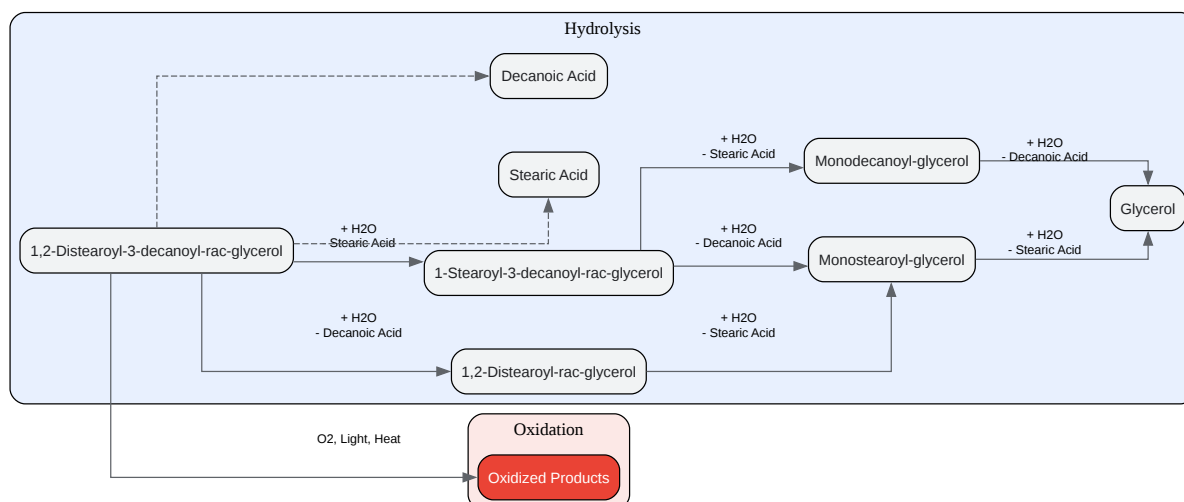 Hydrolysis
Decanoic Acid
+ H2O
- Stearic Acid
Monodecanoyl-glycerol
+ H2O
- Decanoic Acid
Stearic Acid
Glycerol
1,2-Distearoyl-3-decanoyl-rac-glycerol
+ H2O
- Stearic Acid
1-Stearoyl-3-decanoyl-rac-glycerol
+ H2O
- Decanoic Acid
Monostearoyl-glycerol
+ H2O
- Stearic Acid
+ H2O
- Decanoic Acid
1,2-Distearoyl-rac-glycerol
+ H2O
- Stearic Acid
O2, Light, Heat
Oxidation
Oxidized Products